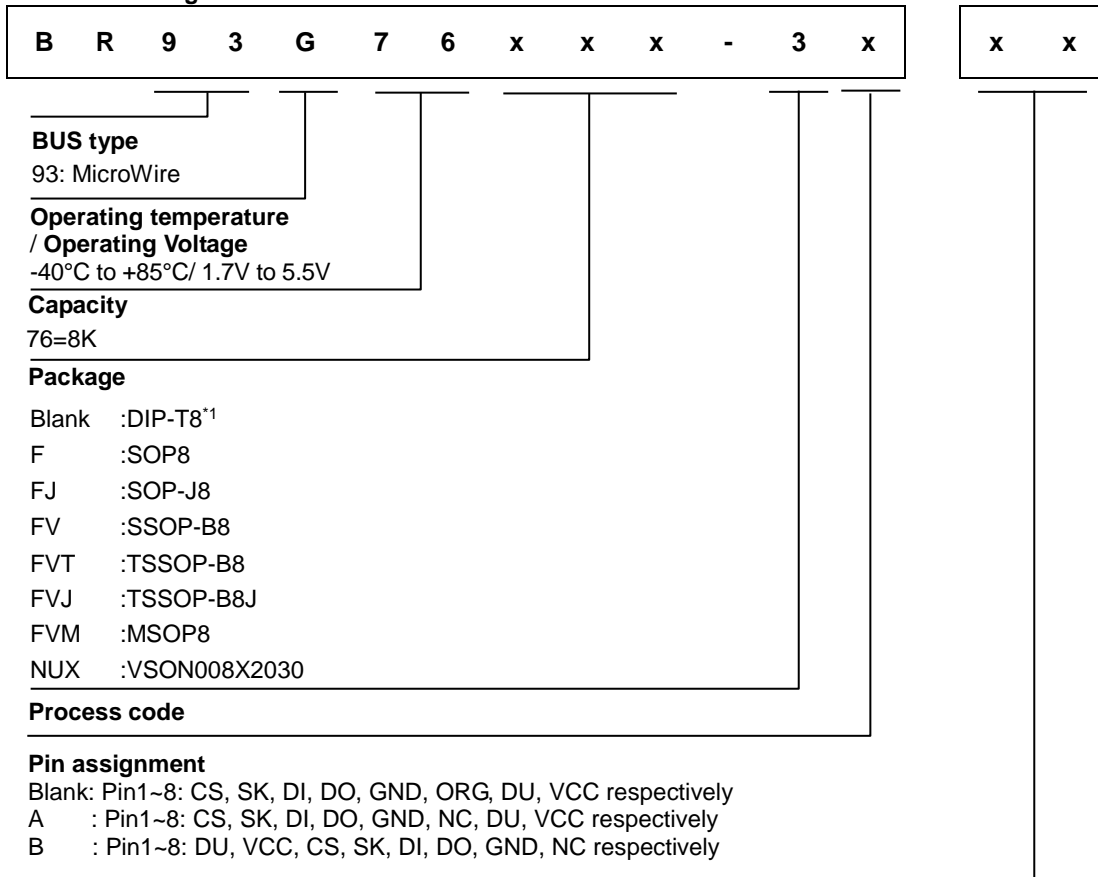 B R 9 3 G 7 6 x x x - 3 x x x
BUS type
93: MicroWire
Operating temperature
/ Operating Voltage
-40°C to +85°C/ 1.7V to 5.5V
Capacity
76=8K
Package
Blank :DIP-T8*1
F :SOP8
FJ :SOP-J8
FV :SSOP-B8
FVT :TSSOP-B8
FVJ :TSSOP-B8J
FVM :MSOP8
NUX :VSON008X2030
Process code
Pin assignment
Blank: Pin1~8: CS, SK, DI, DO, GND, ORG, DU, VCC respectively
A : Pin1~8: CS, SK, DI, DO, GND, NC, DU, VCC respectively
B : Pin1~8: DU, VCC, CS, SK, DI, DO, GND, NC respectively